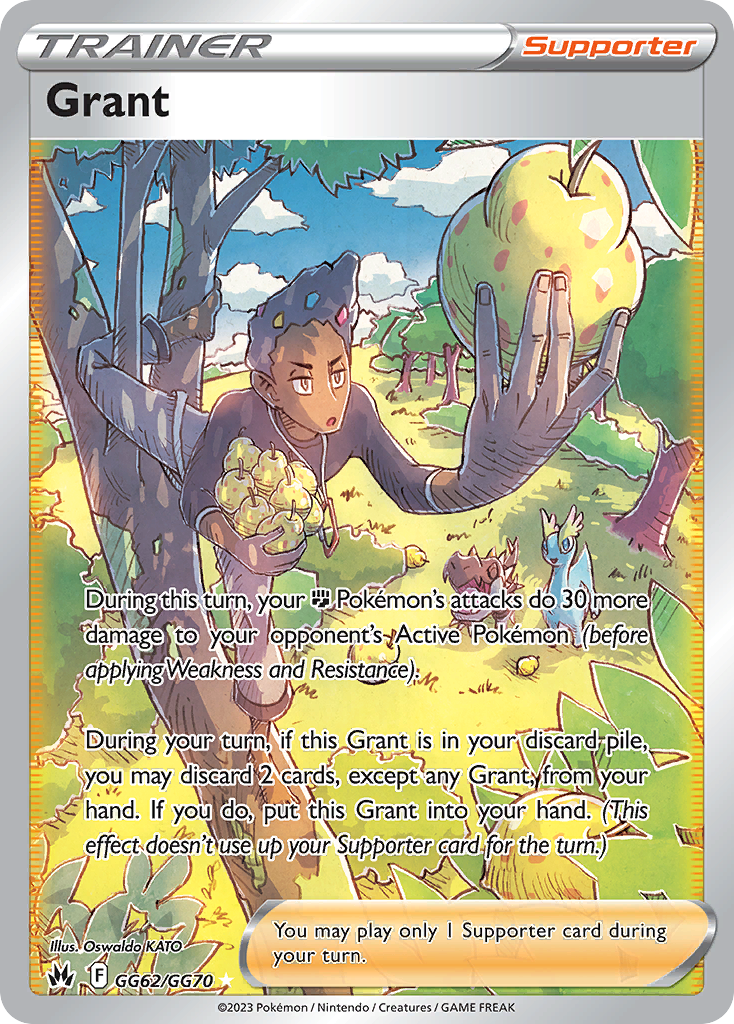 TRAINER
Supporter
Grant
During this turn, your Pokémon's attacks do 30 more
damage to your opponent's Active Pokémon (before
applying Weakness and Resistance).
During your turn, if this Grant is in your discard pile,
you may discard 2 cards, except any Grant, from your
hand. If you do, put this Grant into your hand. (This
effect doesn't use up your Supporter card for the turn.)
You may play only 1 Supporter card during
your turn.
Illus. Oswaldo KATO
F GG62/GG70
©2023 Pokémon / Nintendo / Creatures / GAME FREAK